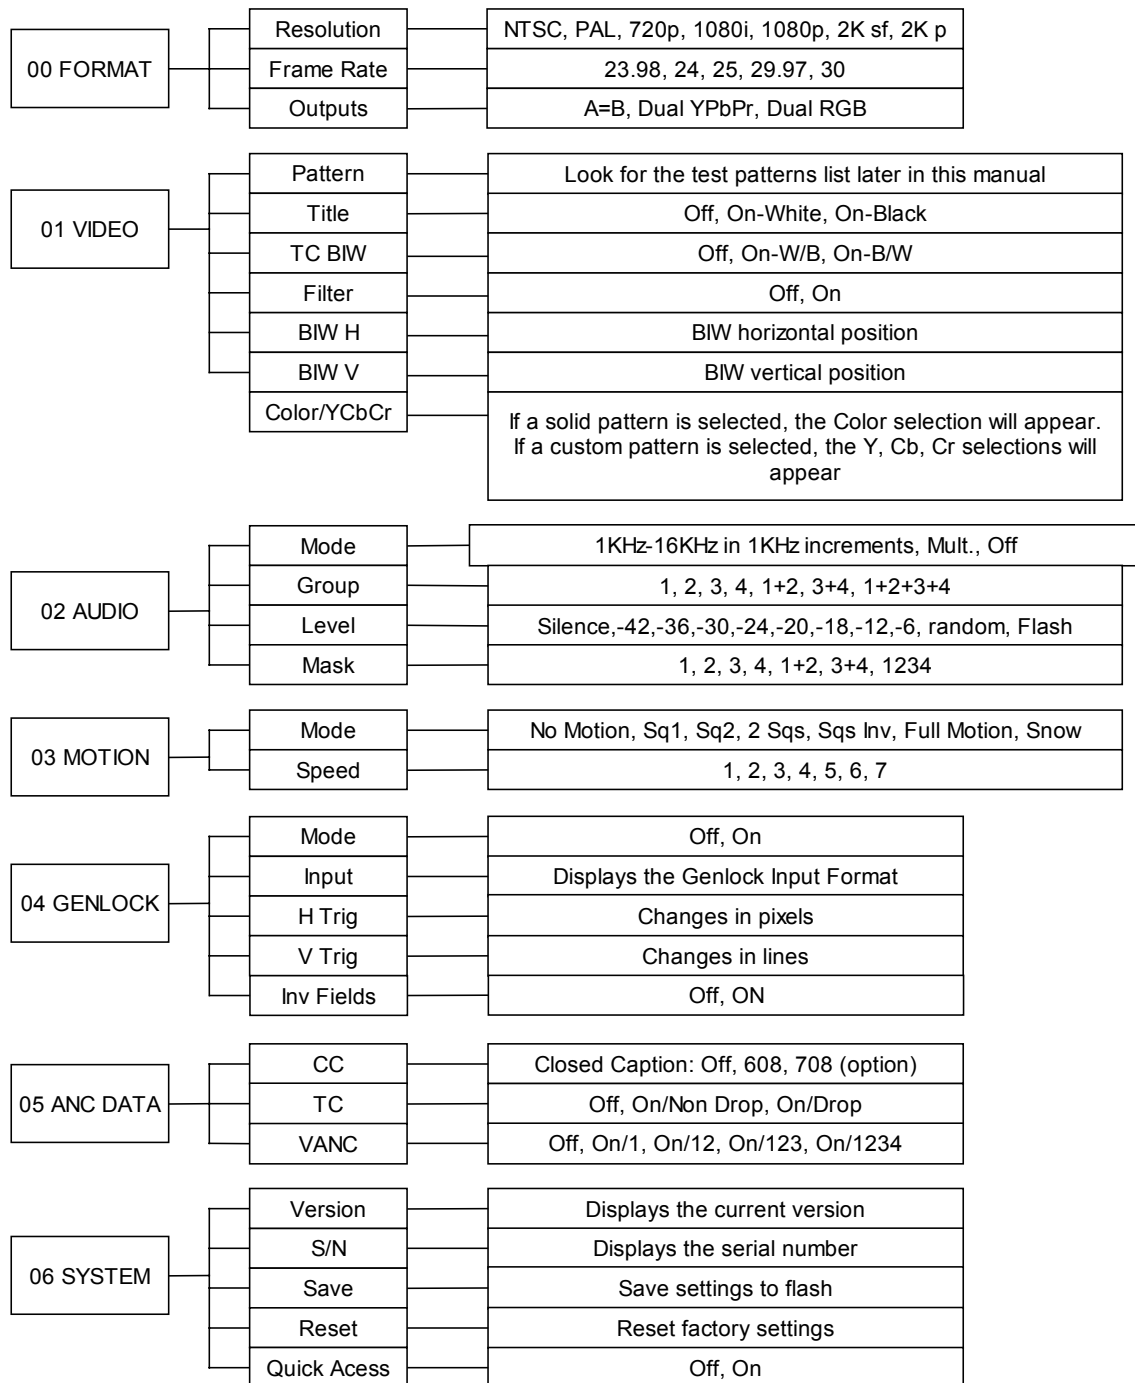 00 FORMAT
Resolution
NTSC, PAL, 720p, 1080i, 1080p, 2K sf, 2K p
Frame Rate
23.98, 24, 25, 29.97, 30
Outputs
A=B, Dual YPbPr, Dual RGB
01 VIDEO
Pattern
Look for the test patterns list later in this manual
Title
Off, On-White, On-Black
TC BIW
Off, On-W/B, On-B/W
Filter
Off, On
BIW H
BIW horizontal position
BIW V
BIW vertical position
Color/YCbCr
If a solid pattern is selected, the Color selection will appear.
If a custom pattern is selected, the Y, Cb, Cr selections will
appear
02 AUDIO
Mode
1KHz-16KHz in 1KHz increments, Mult., Off
Group
1, 2, 3, 4, 1+2, 3+4, 1+2+3+4
Level
Silence,-42,-36,-30,-24,-20,-18,-12,-6, random, Flash
Mask
1, 2, 3, 4, 1+2, 3+4, 1234
03 MOTION
Mode
No Motion, Sq1, Sq2, 2 Sqs, Sqs Inv, Full Motion, Snow
Speed
1, 2, 3, 4, 5, 6, 7
04 GENLOCK
Mode
Off, On
Input
Displays the Genlock Input Format
H Trig
Changes in pixels
V Trig
Changes in lines
Inv Fields
Off, ON
05 ANC DATA
CC
Closed Caption: Off, 608, 708 (option)
TC
Off, On/Non Drop, On/Drop
VANC
Off, On/1, On/12, On/123, On/1234
06 SYSTEM
Version
Displays the current version
S/N
Displays the serial number
Save
Save settings to flash
Reset
Reset factory settings
Quick Acess
Off, On